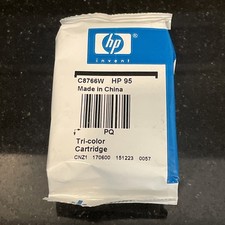 hp
invent
C8766W HP 95
Made in China
PQ
Tri-color
Cartridge
CNZ1 170600 151223 0057